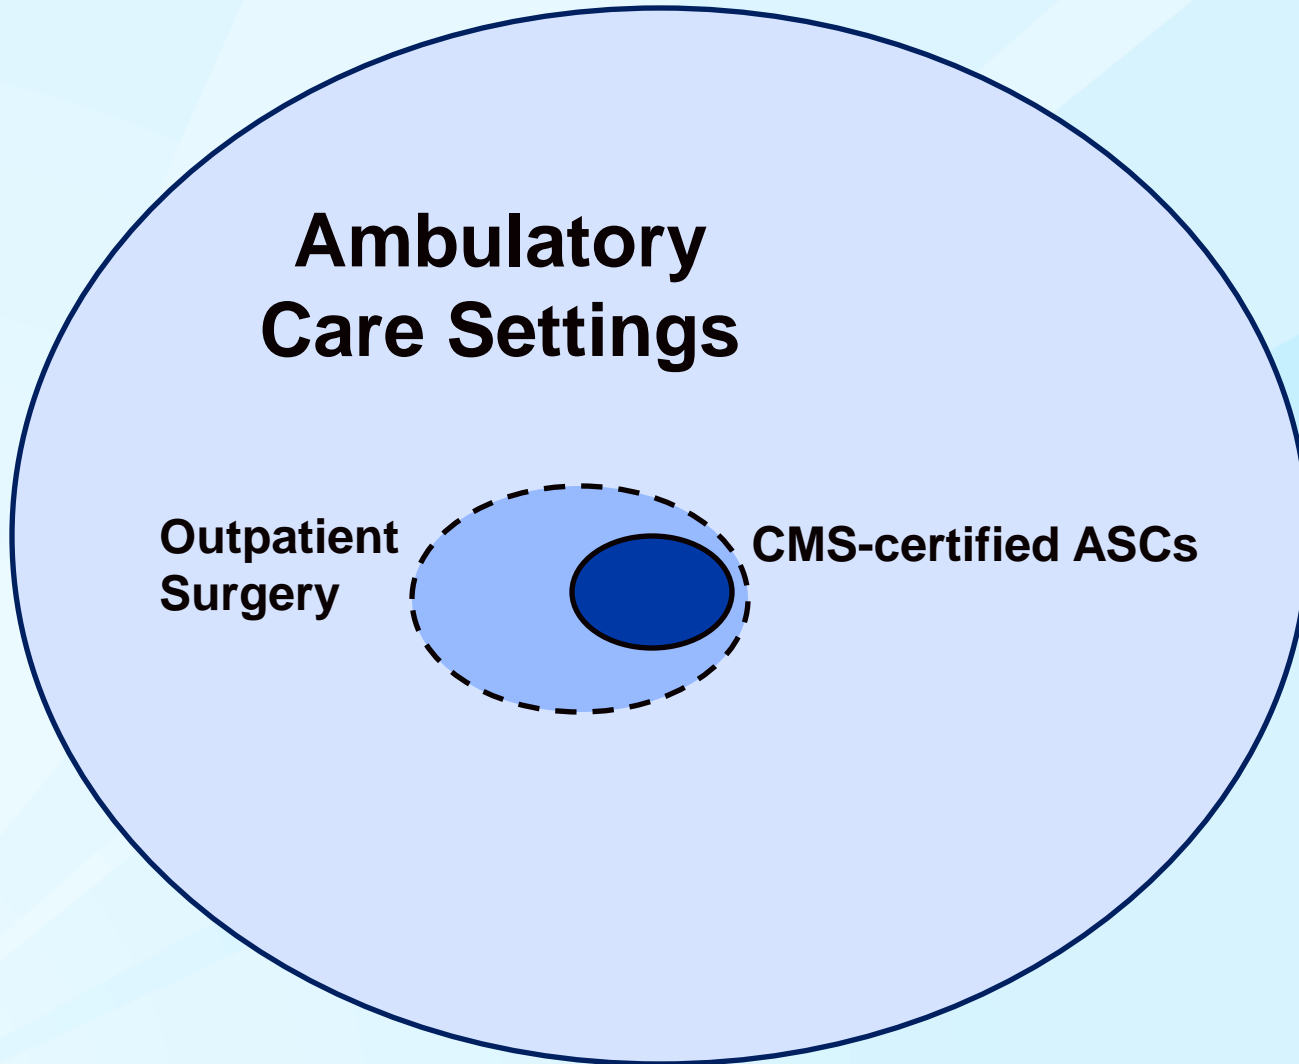 Ambulatory
Care Settings
Outpatient
Surgery
CMS-certified ASCs